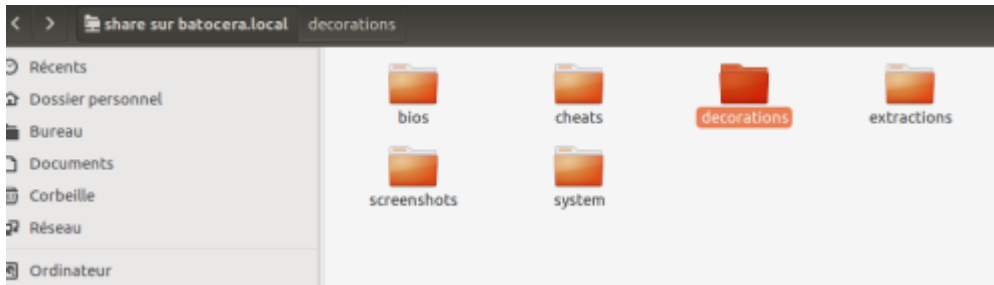 share sur batocera.local decorations
Récents
Dossier personnel
Bureau
Documents
Corbeille
Réseau
Ordinateur
bios cheats decorations extractions
screenshots system